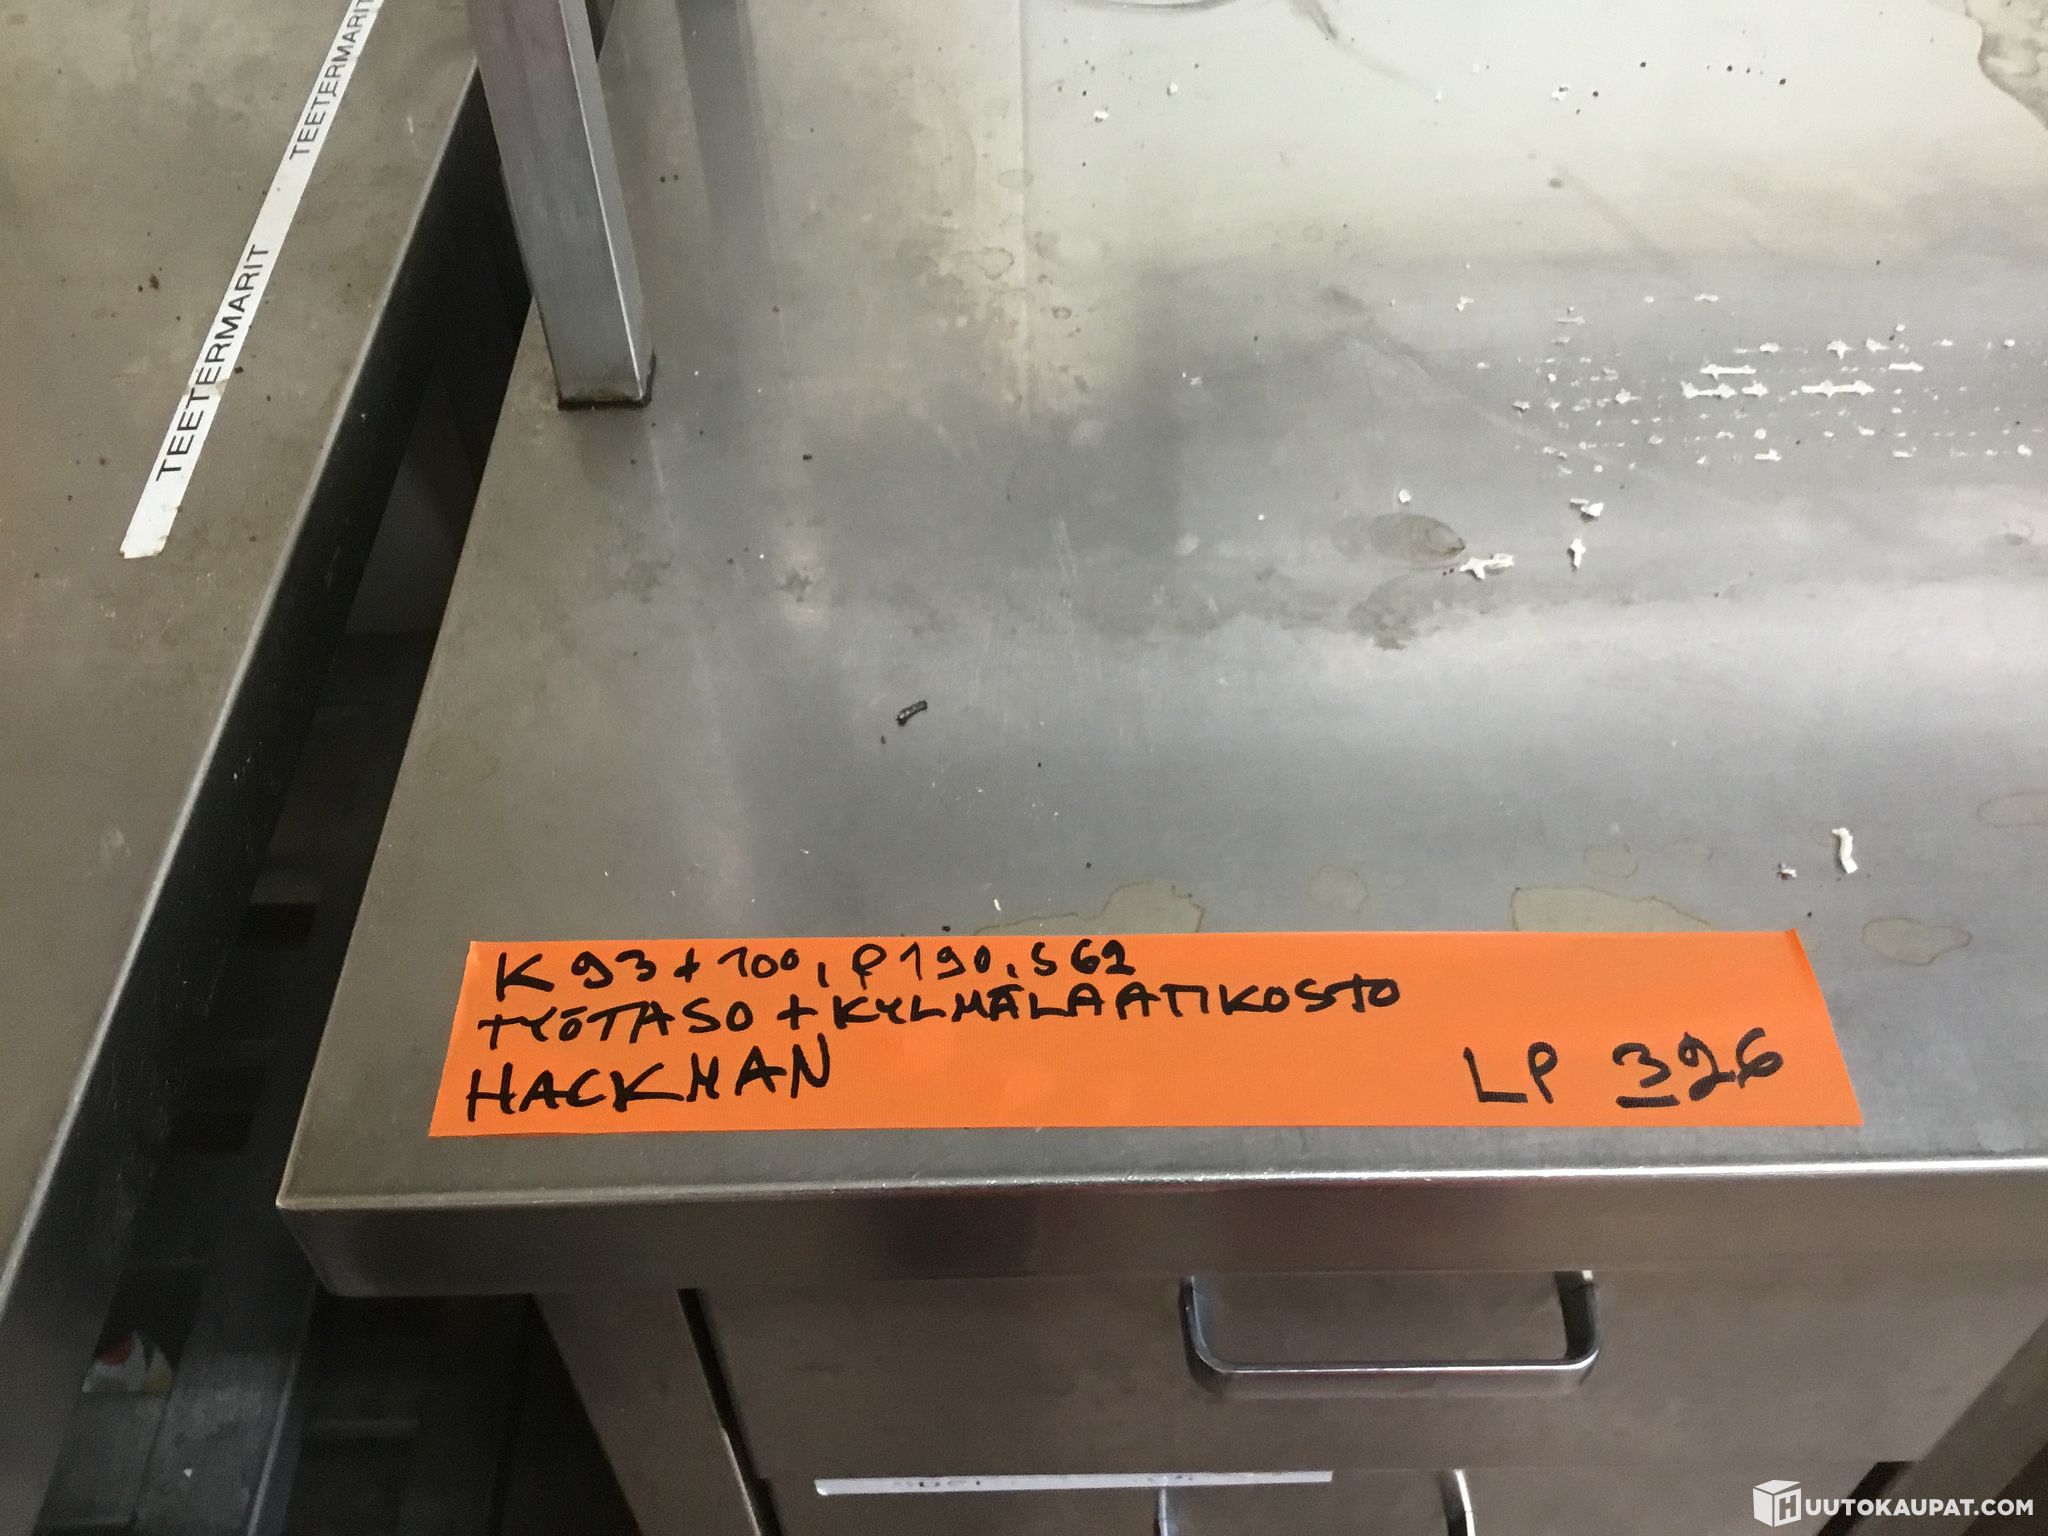 TEETERMARIT
TEETERMARIT
K 93 + 100, P 190, S 62
TYÖTASO + KYLMÄLAATIKOSTO
HACKMAN
LP 326
HUUTOKAUPAT.COM